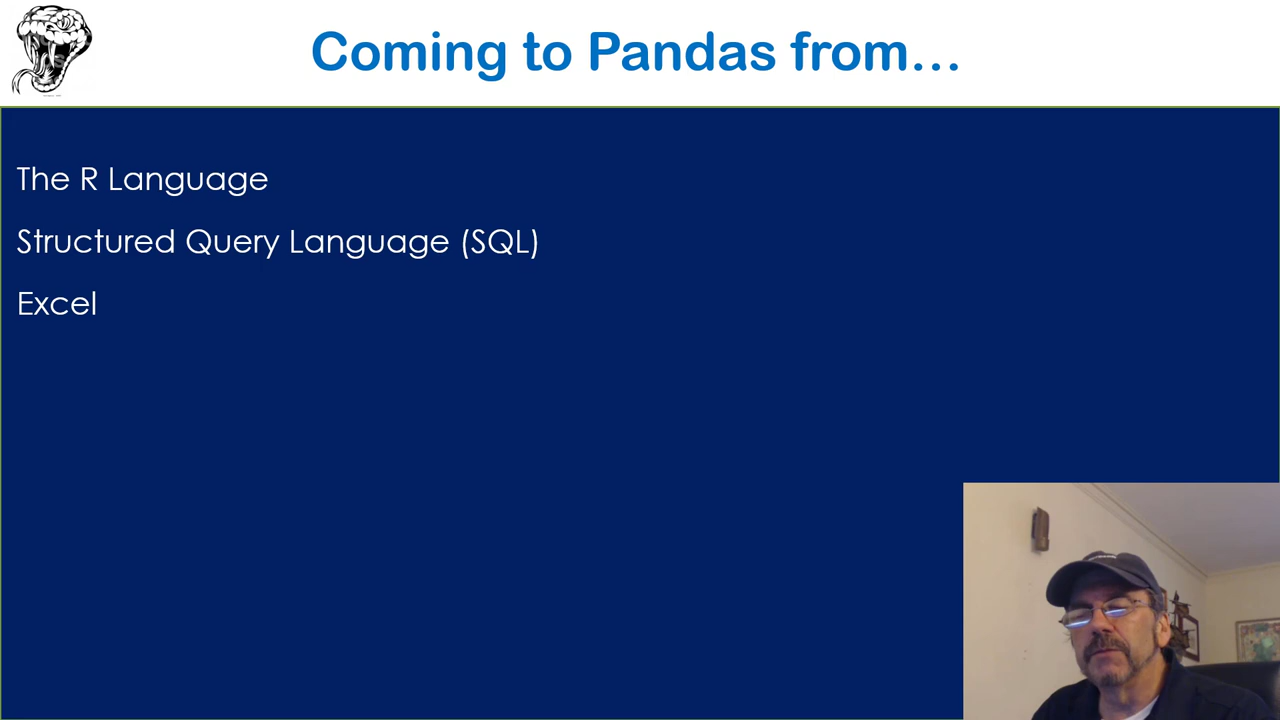 Coming to Pandas from...
The R Language
Structured Query Language (SQL)
Excel